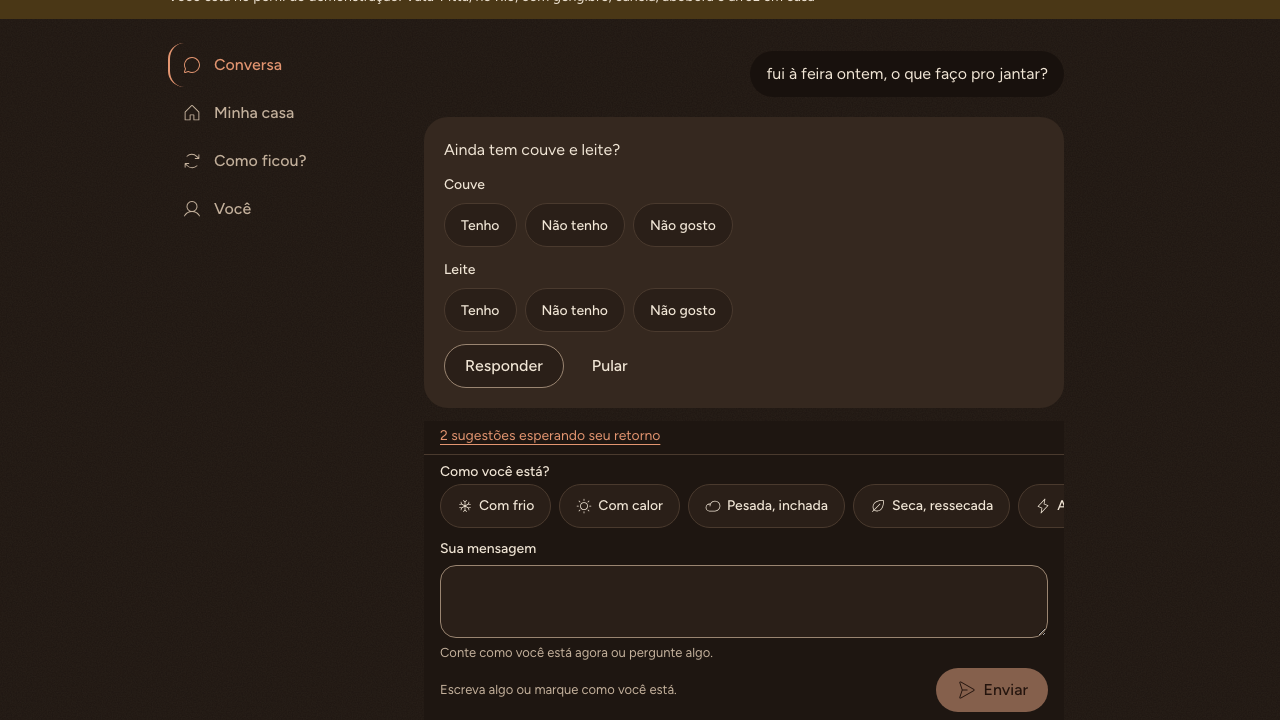 Conversa
Minha casa
Como ficou?
Você
fui à feira ontem, o que faço pro jantar?
Ainda tem couve e leite?
Couve
Tenho
Não tenho
Não gosto
Leite
Tenho
Não tenho
Não gosto
Responder
Pular
2 sugestões esperando seu retorno
Como você está?
Com frio
Com calor
Pesada, inchada
Seca, ressecada
Sua mensagem
Conte como você está agora ou pergunte algo.
Escreva algo ou marque como você está.
Enviar